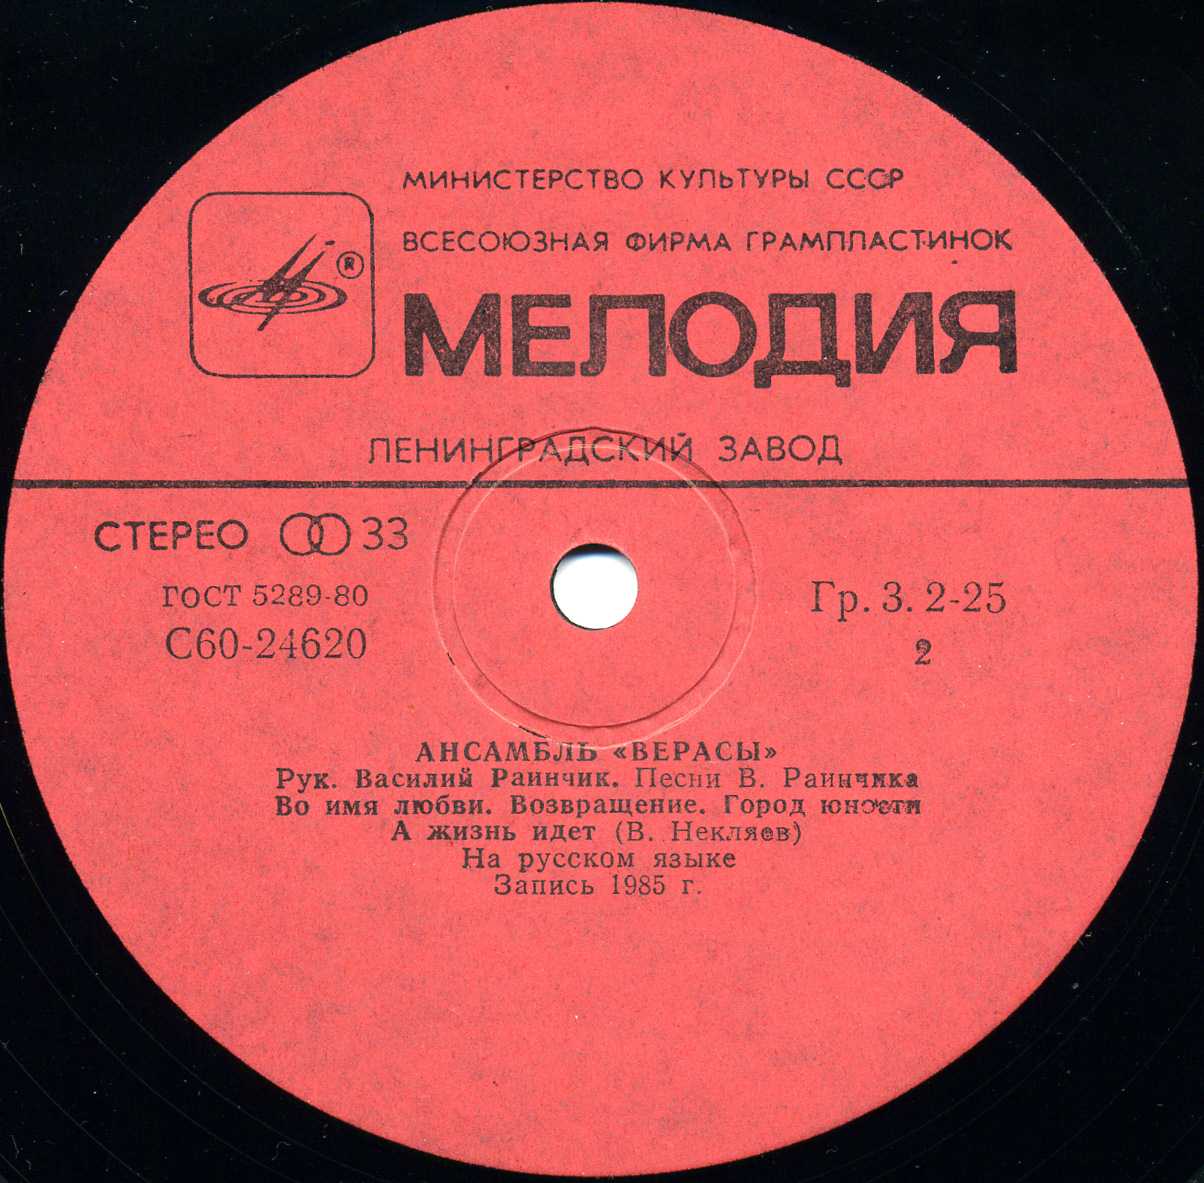 МИНИСТЕРСТВО КУЛЬТУРЫ СССР
ВСЕСОЮЗНАЯ ФИРМА ГРАМПЛАСТИНОК
®
МЕЛОДИЯ
ЛЕНИНГРАДСКИЙ ЗАВОД
СТЕРЕО 33
ГОСТ 5289-80
С60-24620
Гр. 3. 2-25
2
АНСАМБЛЬ «ВЕРАСЫ»
Рук. Василий Раинчик. Песни В. Раинчика
Во имя любви. Возвращение. Город юности
А жизнь идет (В. Некляев)
На русском языке
Запись 1985 г.